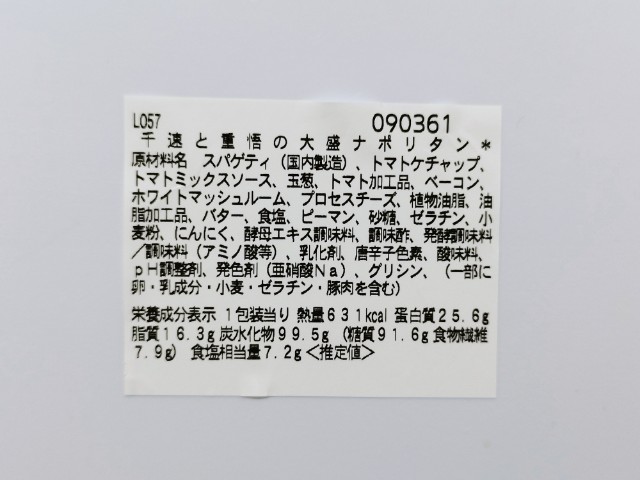 L057 090361
千速と重悟の大盛ナポリタン*
原材料名 スパゲティ（国内製造）、トマトケチャップ、
トマトミックスソース、玉葱、トマト加工品、ベーコン、
ホワイトマッシュルーム、プロセスチーズ、植物油脂、油
脂加工品、バター、食塩、ピーマン、砂糖、ゼラチン、小
麦粉、にんにく、酵母エキス調味料、調味酢、発酵調味料
／調味料（アミノ酸等）、乳化剤、唐辛子色素、酸味料、
ｐＨ調整剤、発色剤（亜硝酸Ｎａ）、グリシン、（一部に
卵・乳成分・小麦・ゼラチン・豚肉を含む）
栄養成分表示 １包装当り 熱量６３１kcal 蛋白質２５.６g
脂質１６.３g 炭水化物９９.５g（糖質９１.６g 食物繊維
７.９g） 食塩相当量７.２g＜推定値＞